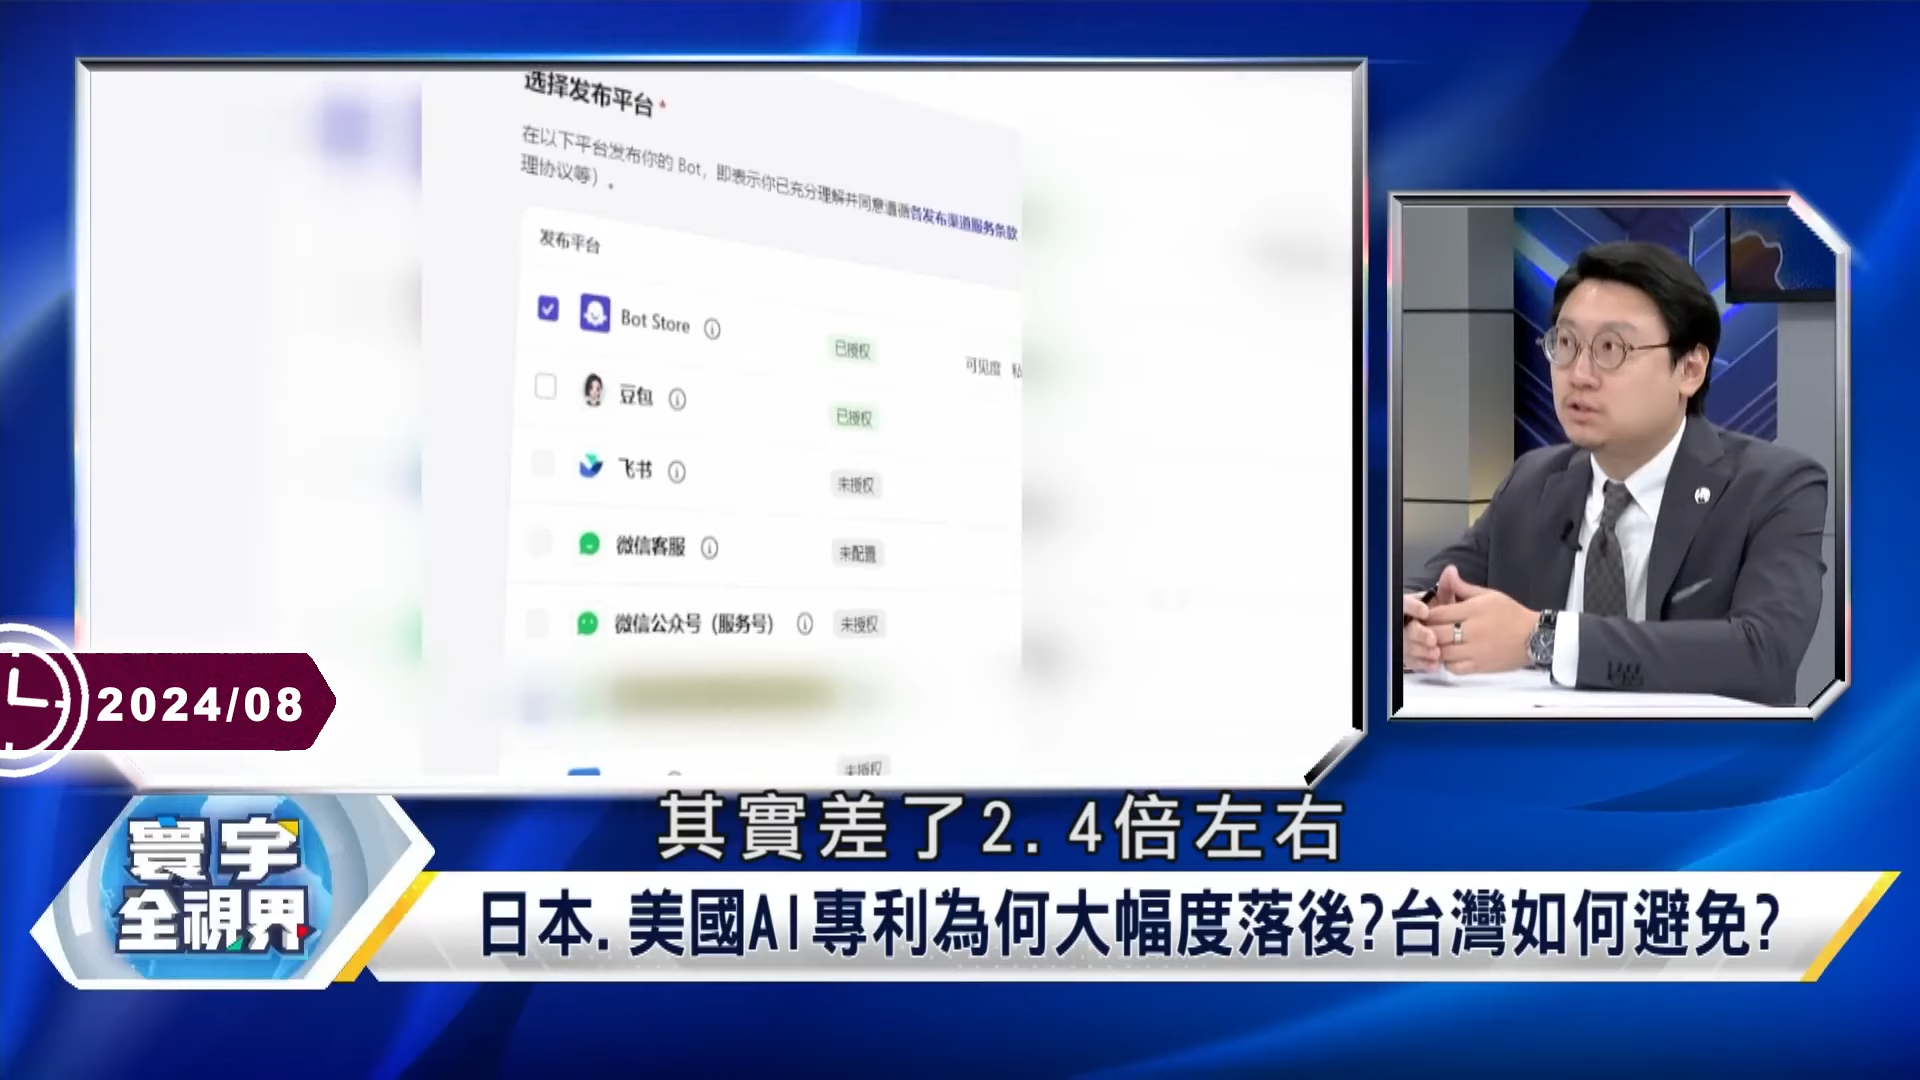 选择发布平台*
在以下平台发布你的 Bot，即表示你已充分理解并同意遵循各发布渠道服务条款
理协议等）。
发布平台
Bot Store
已授权
可见度 私
豆包
已授权
飞书
未授权
微信客服
未配置
微信公众号（服务号）
未授权
未授权
2024/08
其實差了2.4倍左右
寰宇
全視界
日本.美國AI專利為何大幅度落後?台灣如何避免?